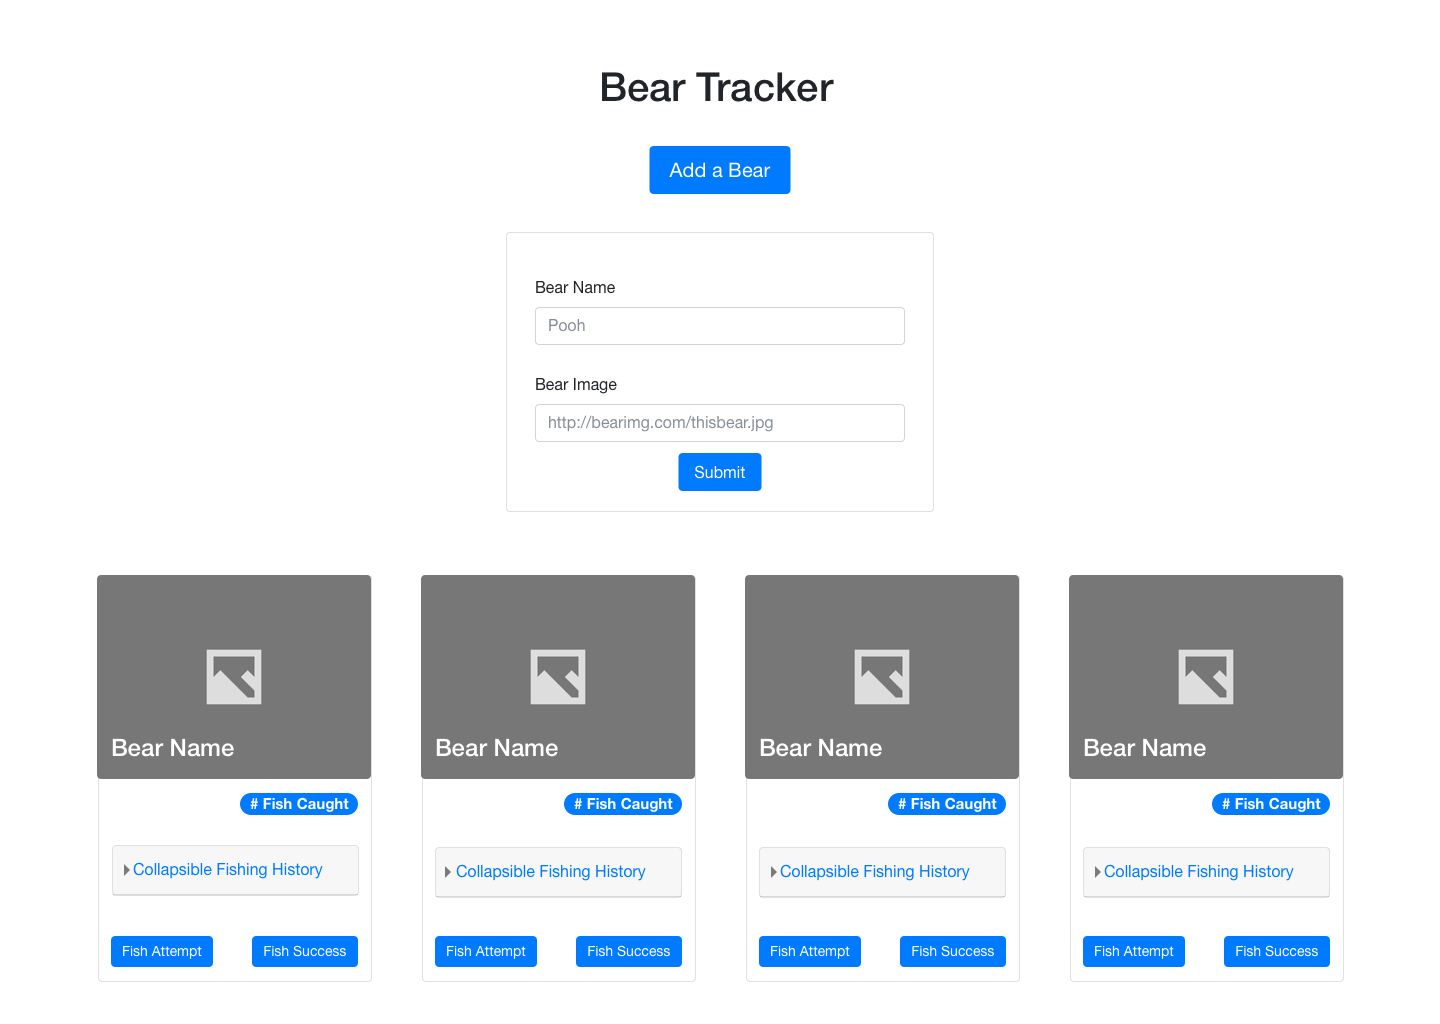 Bear Tracker
Add a Bear
Bear Name
Pooh
Bear Image
http://bearimg.com/thisbear.jpg
Submit
Bear Name
Bear Name
Bear Name
Bear Name
# Fish Caught
# Fish Caught
# Fish Caught
# Fish Caught
Collapsible Fishing History
Collapsible Fishing History
Collapsible Fishing History
Collapsible Fishing History
Fish Attempt
Fish Success
Fish Attempt
Fish Success
Fish Attempt
Fish Success
Fish Attempt
Fish Success